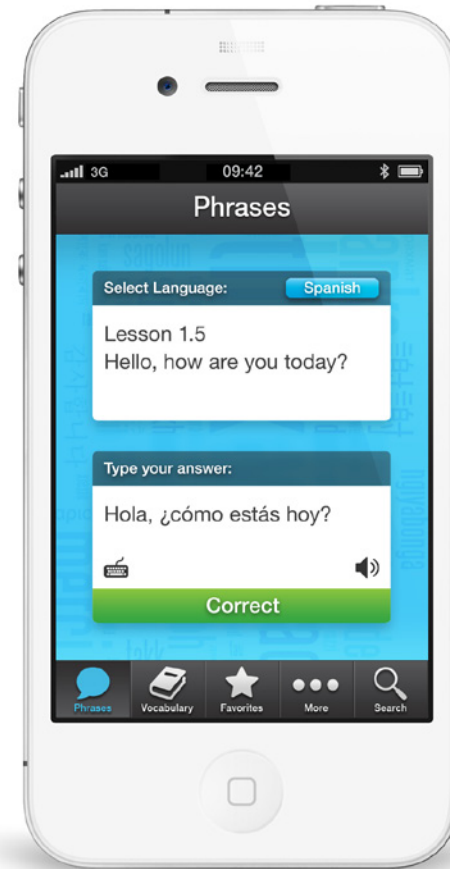 3G 09:42
Phrases
Select Language: Spanish
Lesson 1.5
Hello, how are you today?
Type your answer:
Hola, ¿cómo estás hoy?
Correct
Phrases Vocabulary Favorites More Search